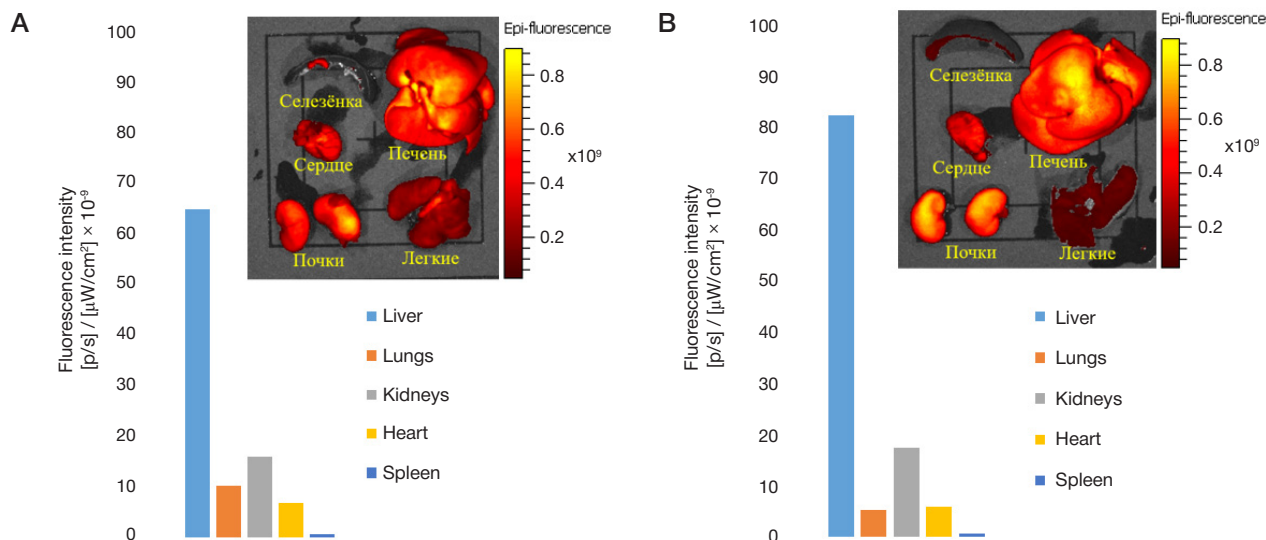 A
Fluorescence intensity
[p/s] / [µW/cm²] × 10⁻⁹
100
90
80
70
60
50
40
30
20
10
0
Epi-fluorescence
0.8
0.6
x10⁹
0.4
0.2
Селезёнка
Сердце
Печень
Почки
Легкие
Liver
Lungs
Kidneys
Heart
Spleen
B
Fluorescence intensity
[p/s] / [µW/cm²] × 10⁻⁹
100
90
80
70
60
50
40
30
20
10
0
Epi-fluorescence
0.8
0.6
x10⁹
0.4
0.2
Селезёнка
Сердце
Печень
Почки
Легкие
Liver
Lungs
Kidneys
Heart
Spleen